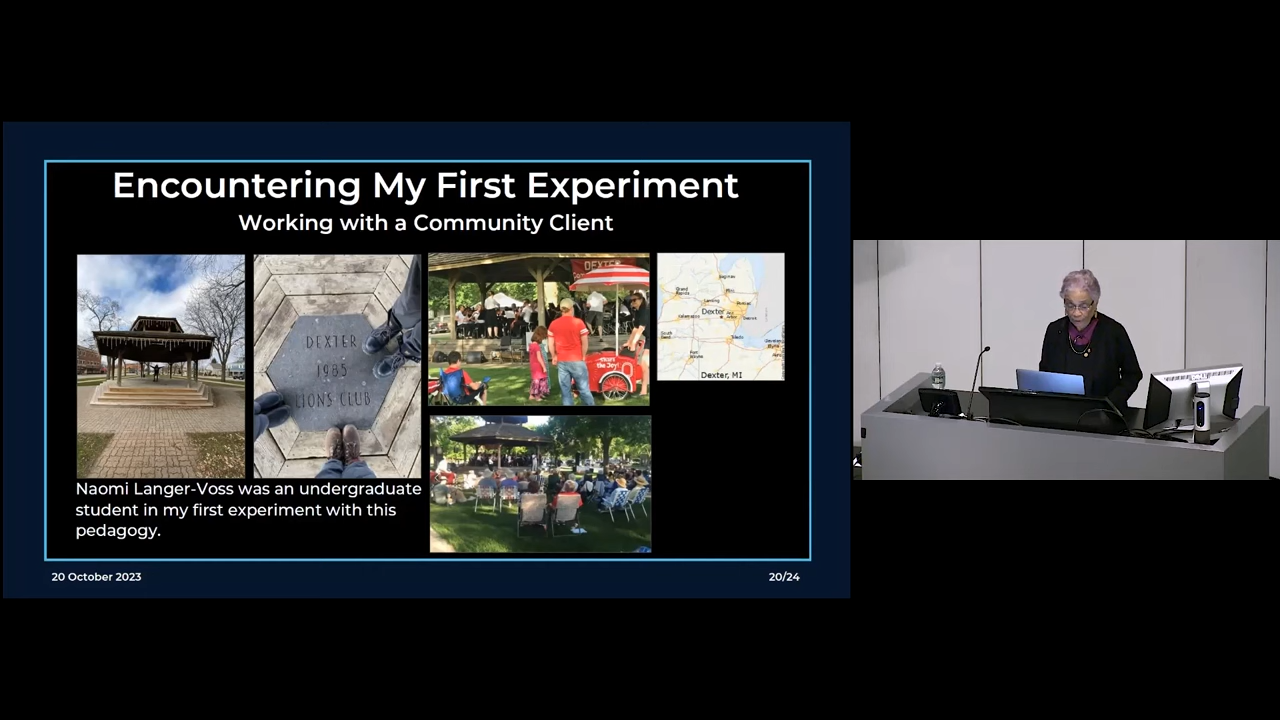 Encountering My First Experiment
Working with a Community Client
DEXTER
1985
LIONS CLUB
DEXTER
Dexter
Dexter, MI
Naomi Langer-Voss was an undergraduate
student in my first experiment with this
pedagogy.
20 October 2023
20/24